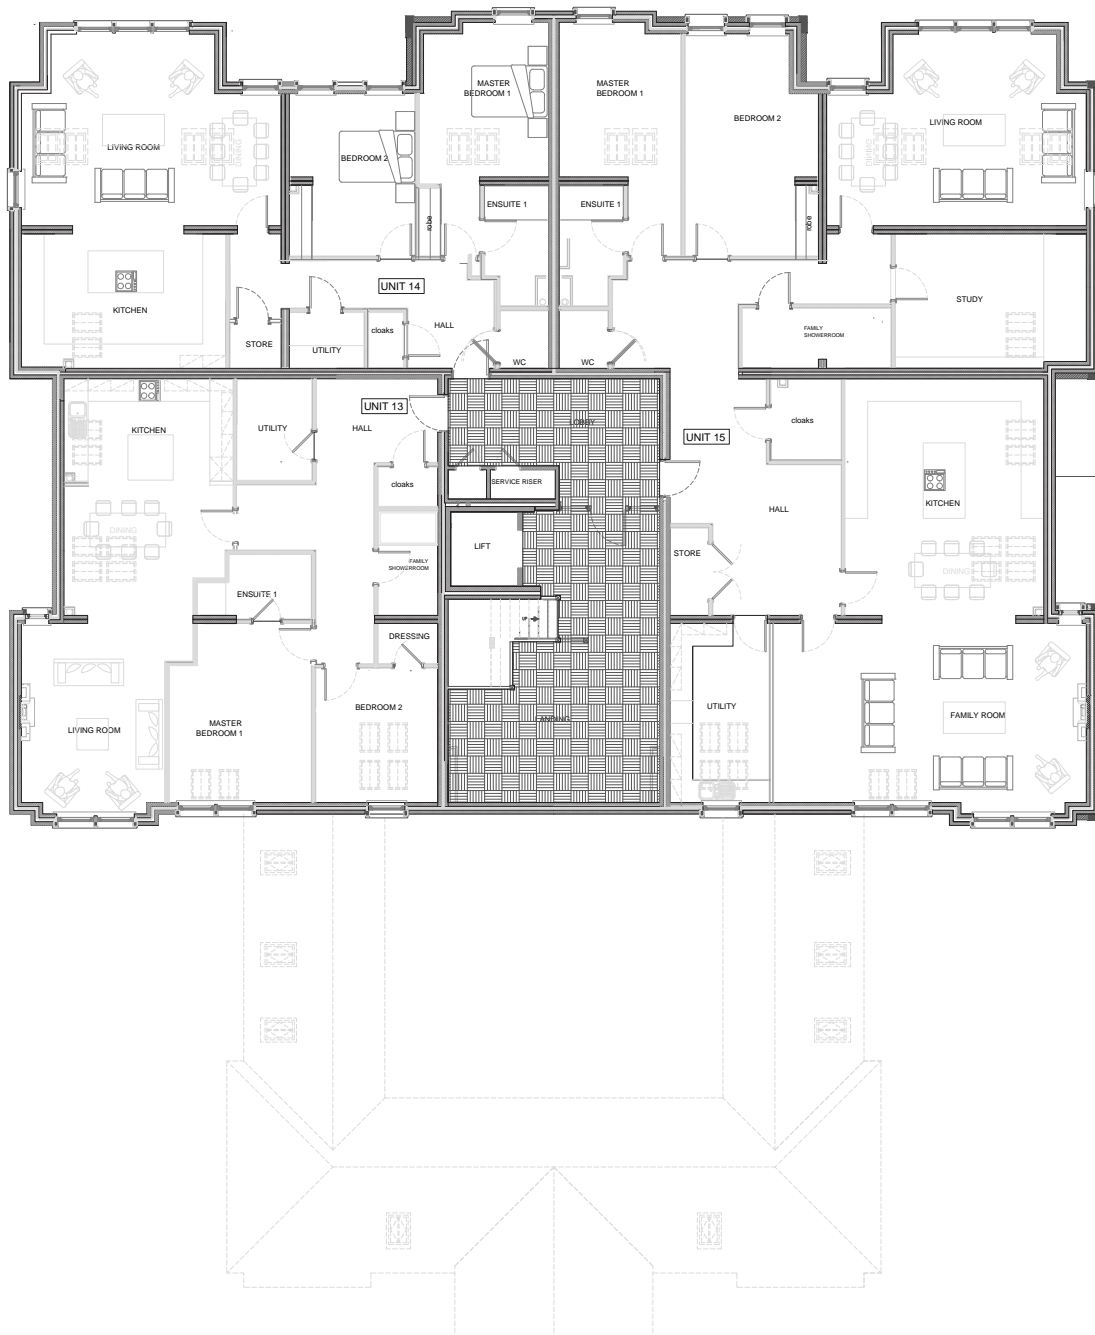 MASTER
BEDROOM 1
MASTER
BEDROOM 1
BEDROOM 2
LIVING ROOM
LIVING ROOM
DINING
BEDROOM 2
DINING
ENSUITE 1
ENSUITE 1
robe
robe
UNIT 14
STUDY
KITCHEN
HALL
cloaks
FAMILY
SHOWERROOM
STORE
UTILITY
WC
WC
UNIT 13
KITCHEN
UTILITY
HALL
LOBBY
UNIT 15
cloaks
cloaks
SERVICE RISER
KITCHEN
HALL
DINING
LIFT
STORE
FAMILY
SHOWERROOM
DINING
ENSUITE 1
UP
DRESSING
BEDROOM 2
UTILITY
LIVING ROOM
MASTER
BEDROOM 1
LANDING
FAMILY ROOM